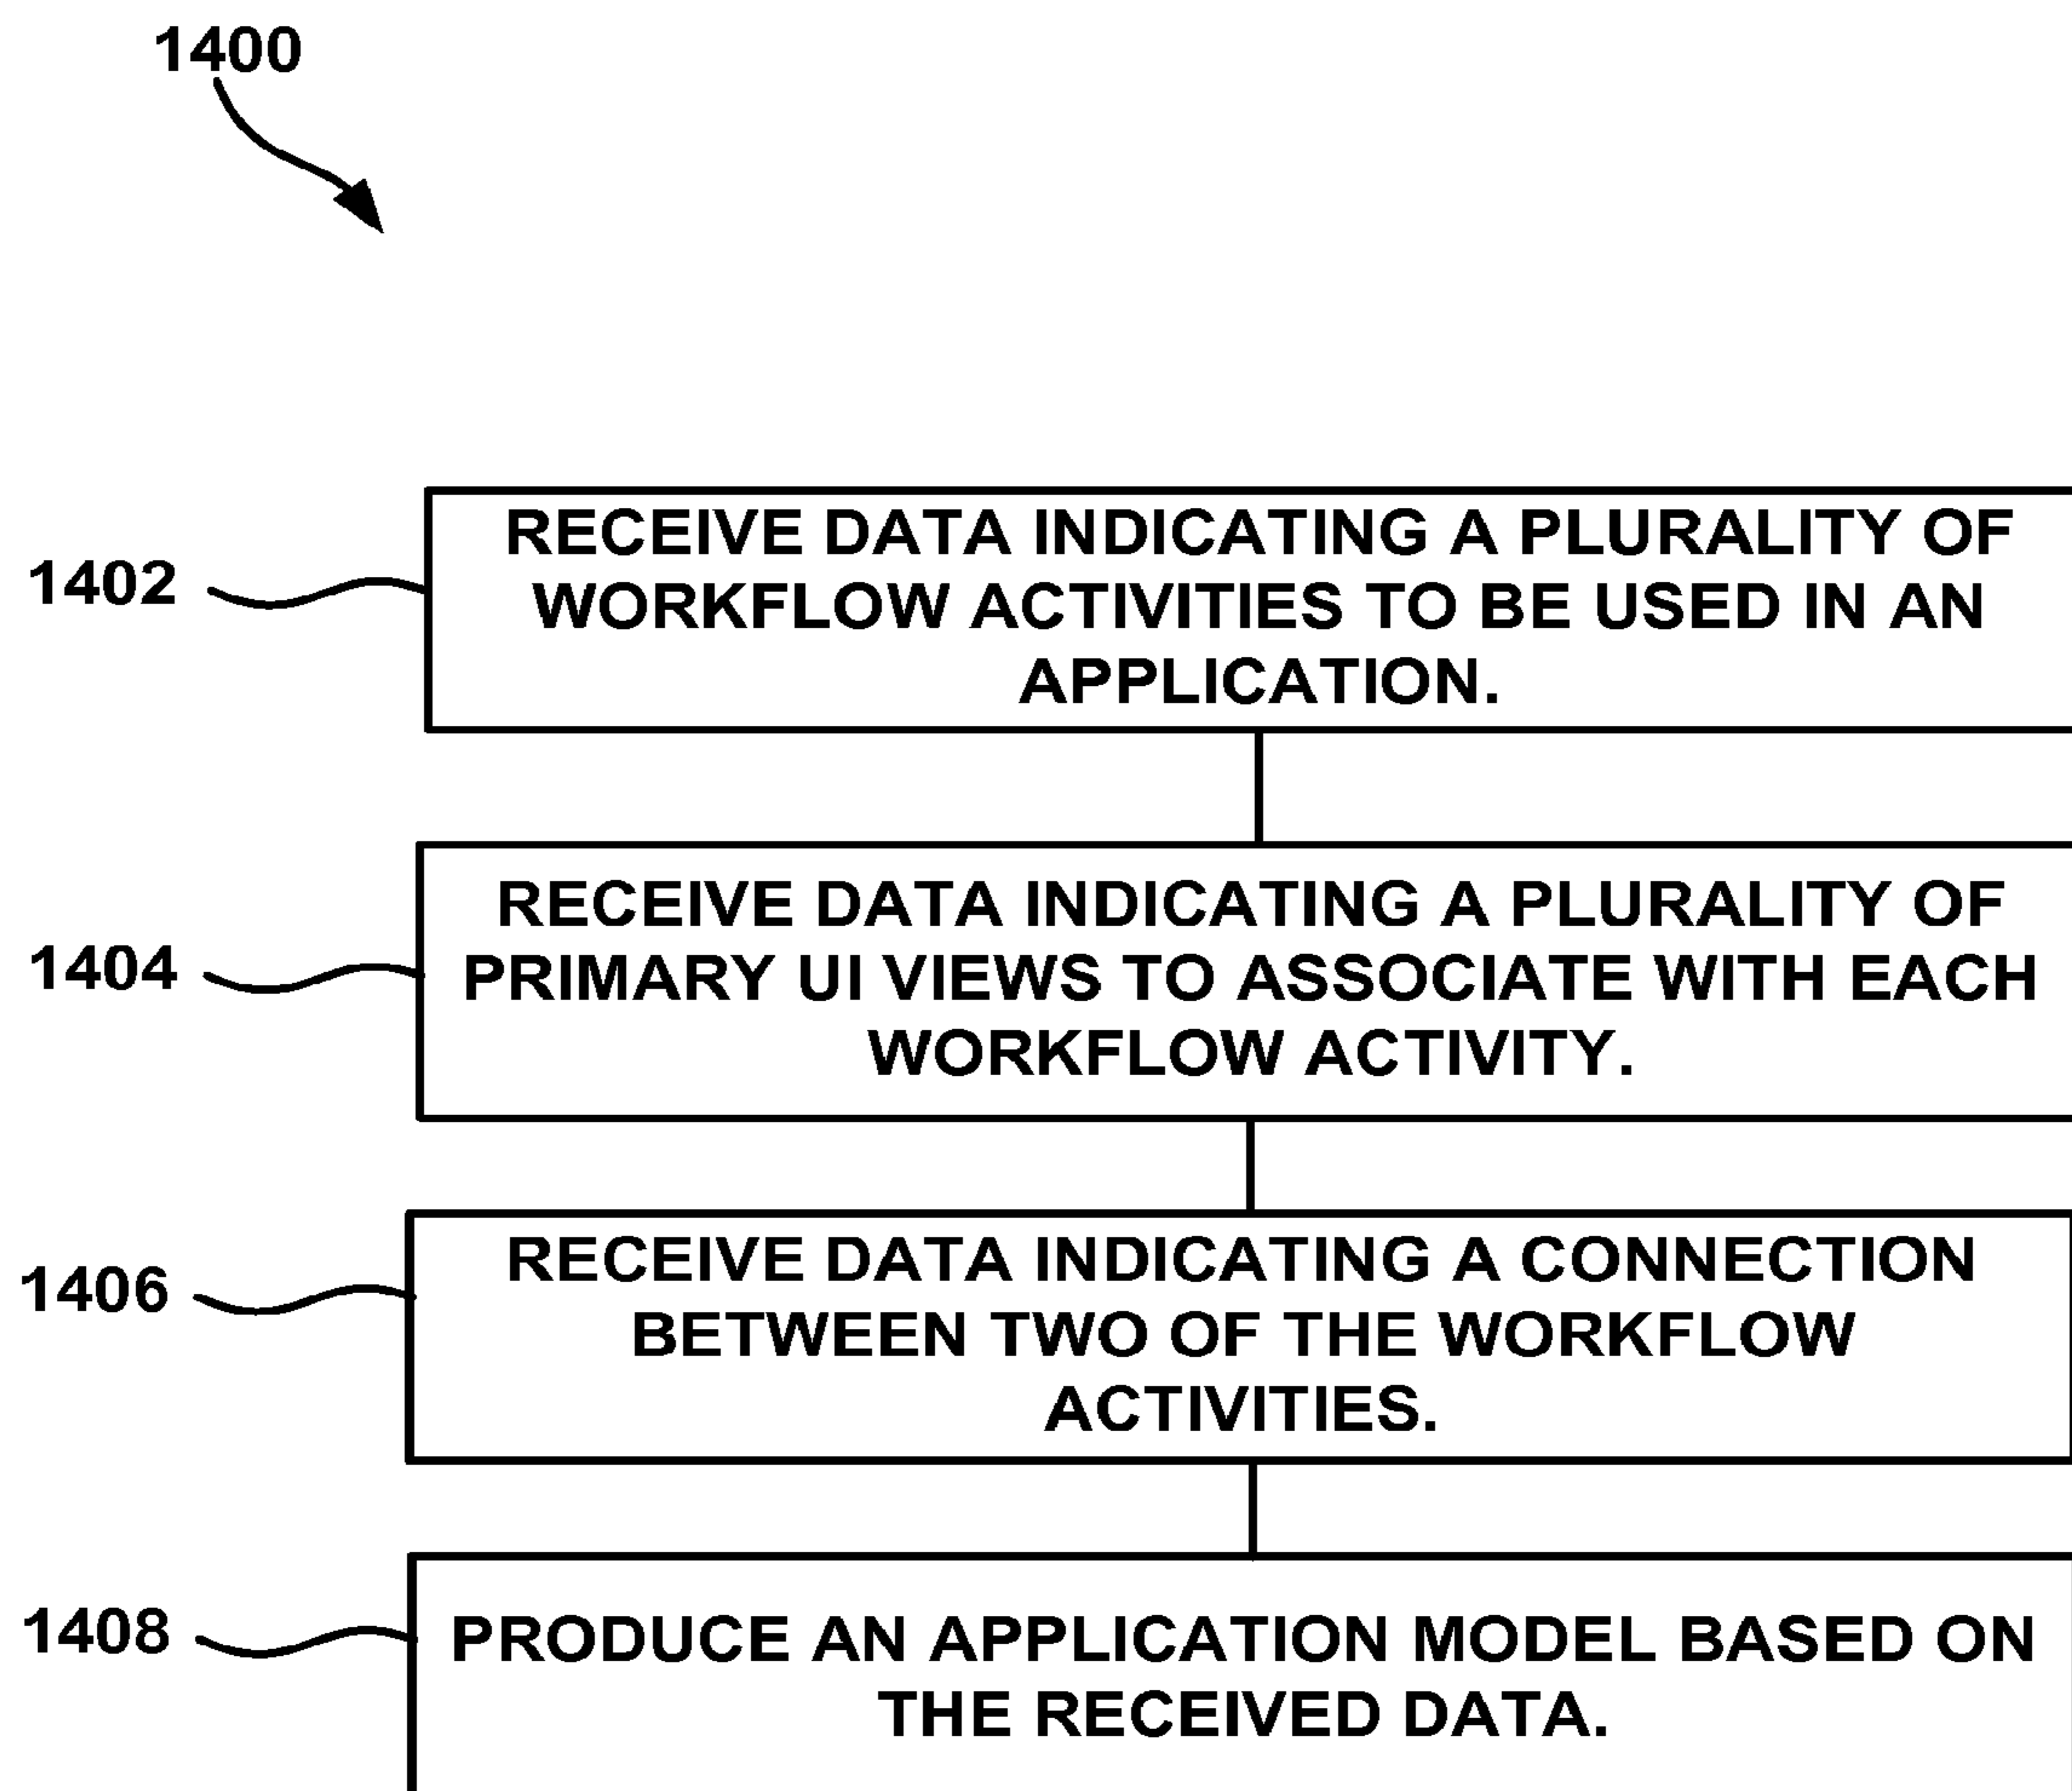 1400
1402
RECEIVE DATA INDICATING A PLURALITY OF
WORKFLOW ACTIVITIES TO BE USED IN AN
APPLICATION.
1404
RECEIVE DATA INDICATING A PLURALITY OF
PRIMARY UI VIEWS TO ASSOCIATE WITH EACH
WORKFLOW ACTIVITY.
1406
RECEIVE DATA INDICATING A CONNECTION
BETWEEN TWO OF THE WORKFLOW
ACTIVITIES.
1408
PRODUCE AN APPLICATION MODEL BASED ON
THE RECEIVED DATA.